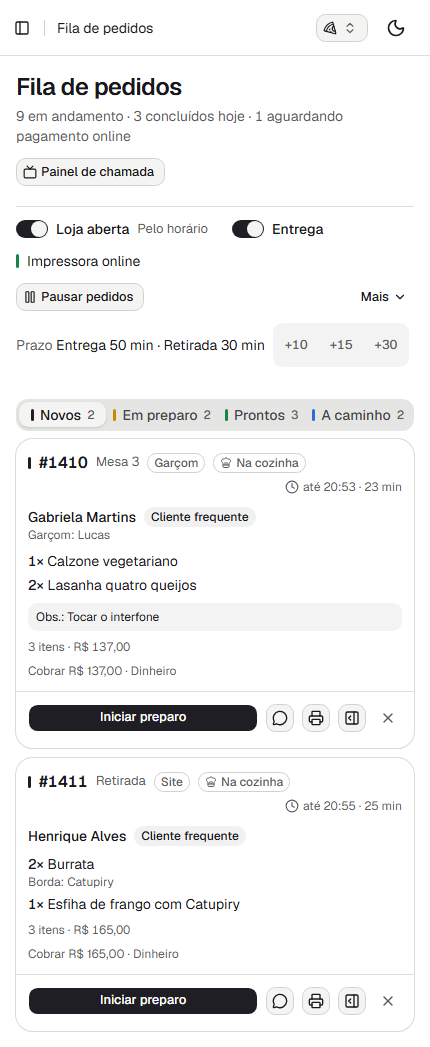 Fila de pedidos
Fila de pedidos
9 em andamento · 3 concluídos hoje · 1 aguardando
pagamento online
Painel de chamada
Loja aberta Pelo horário Entrega
Impressora online
Pausar pedidos Mais
Prazo Entrega 50 min · Retirada 30 min +10 +15 +30
Novos 2 Em preparo 2 Prontos 3 A caminho 2
#1410 Mesa 3 Garçom Na cozinha
até 20:53 · 23 min
Gabriela Martins Cliente frequente
Garçom: Lucas
1× Calzone vegetariano
2× Lasanha quatro queijos
Obs.: Tocar o interfone
3 itens · R$ 137,00
Cobrar R$ 137,00 · Dinheiro
Iniciar preparo
#1411 Retirada Site Na cozinha
até 20:55 · 25 min
Henrique Alves Cliente frequente
2× Burrata
Borda: Catupiry
1× Esfiha de frango com Catupiry
3 itens · R$ 165,00
Cobrar R$ 165,00 · Dinheiro
Iniciar preparo